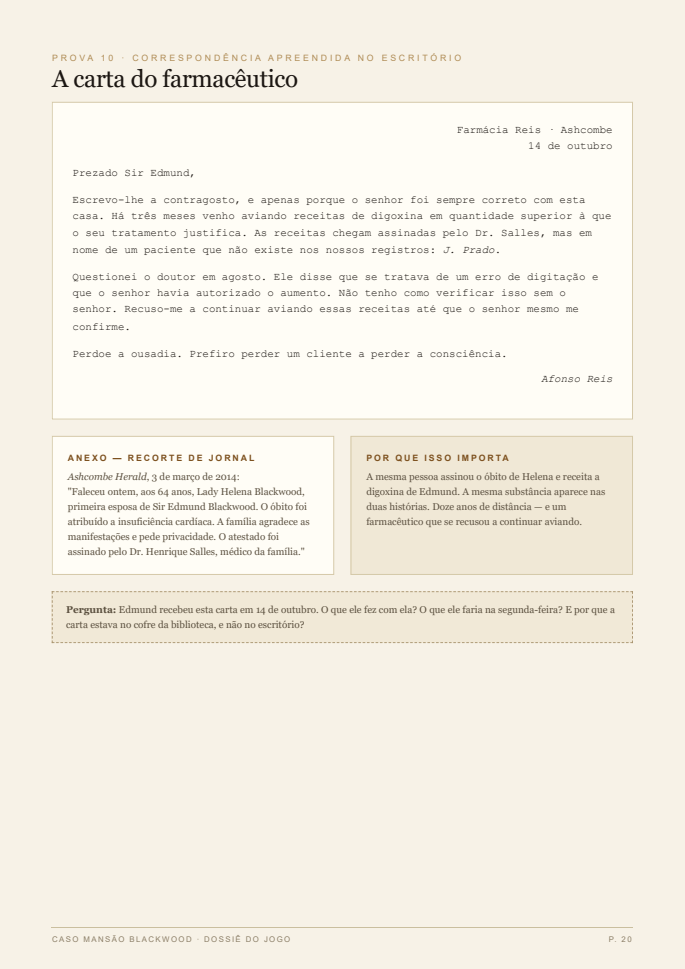 PROVA 10 · CORRESPONDÊNCIA APREENDIDA NO ESCRITÓRIO
A carta do farmacêutico
Farmácia Reis · Ashcombe
14 de outubro
Prezado Sir Edmund,
Escrevo-lhe a contragosto, e apenas porque o senhor foi sempre correto com esta
casa. Há três meses venho aviando receitas de digoxina em quantidade superior à que
o seu tratamento justifica. As receitas chegam assinadas pelo Dr. Salles, mas em
nome de um paciente que não existe nos nossos registros: J. Prado.
Questionei o doutor em agosto. Ele disse que se tratava de um erro de digitação e
que o senhor havia autorizado o aumento. Não tenho como verificar isso sem o
senhor. Recuso-me a continuar aviando essas receitas até que o senhor mesmo me
confirme.
Perdoe a ousadia. Prefiro perder um cliente a perder a consciência.
Afonso Reis
ANEXO — RECORTE DE JORNAL
Ashcombe Herald, 3 de março de 2014:
"Faleceu ontem, aos 64 anos, Lady Helena Blackwood,
primeira esposa de Sir Edmund Blackwood. O óbito foi
atribuído a insuficiência cardíaca. A família agradece as
manifestações e pede privacidade. O atestado foi
assinado pelo Dr. Henrique Salles, médico da família."
POR QUE ISSO IMPORTA
A mesma pessoa assinou o óbito de Helena e receita a
digoxina de Edmund. A mesma substância aparece nas
duas histórias. Doze anos de distância — e um
farmacêutico que se recusou a continuar aviando.
Pergunta: Edmund recebeu esta carta em 14 de outubro. O que ele fez com ela? O que ele faria na segunda-feira? E por que a
carta estava no cofre da biblioteca, e não no escritório?
CASO MANSÃO BLACKWOOD · DOSSIÊ DO JOGO
P. 20